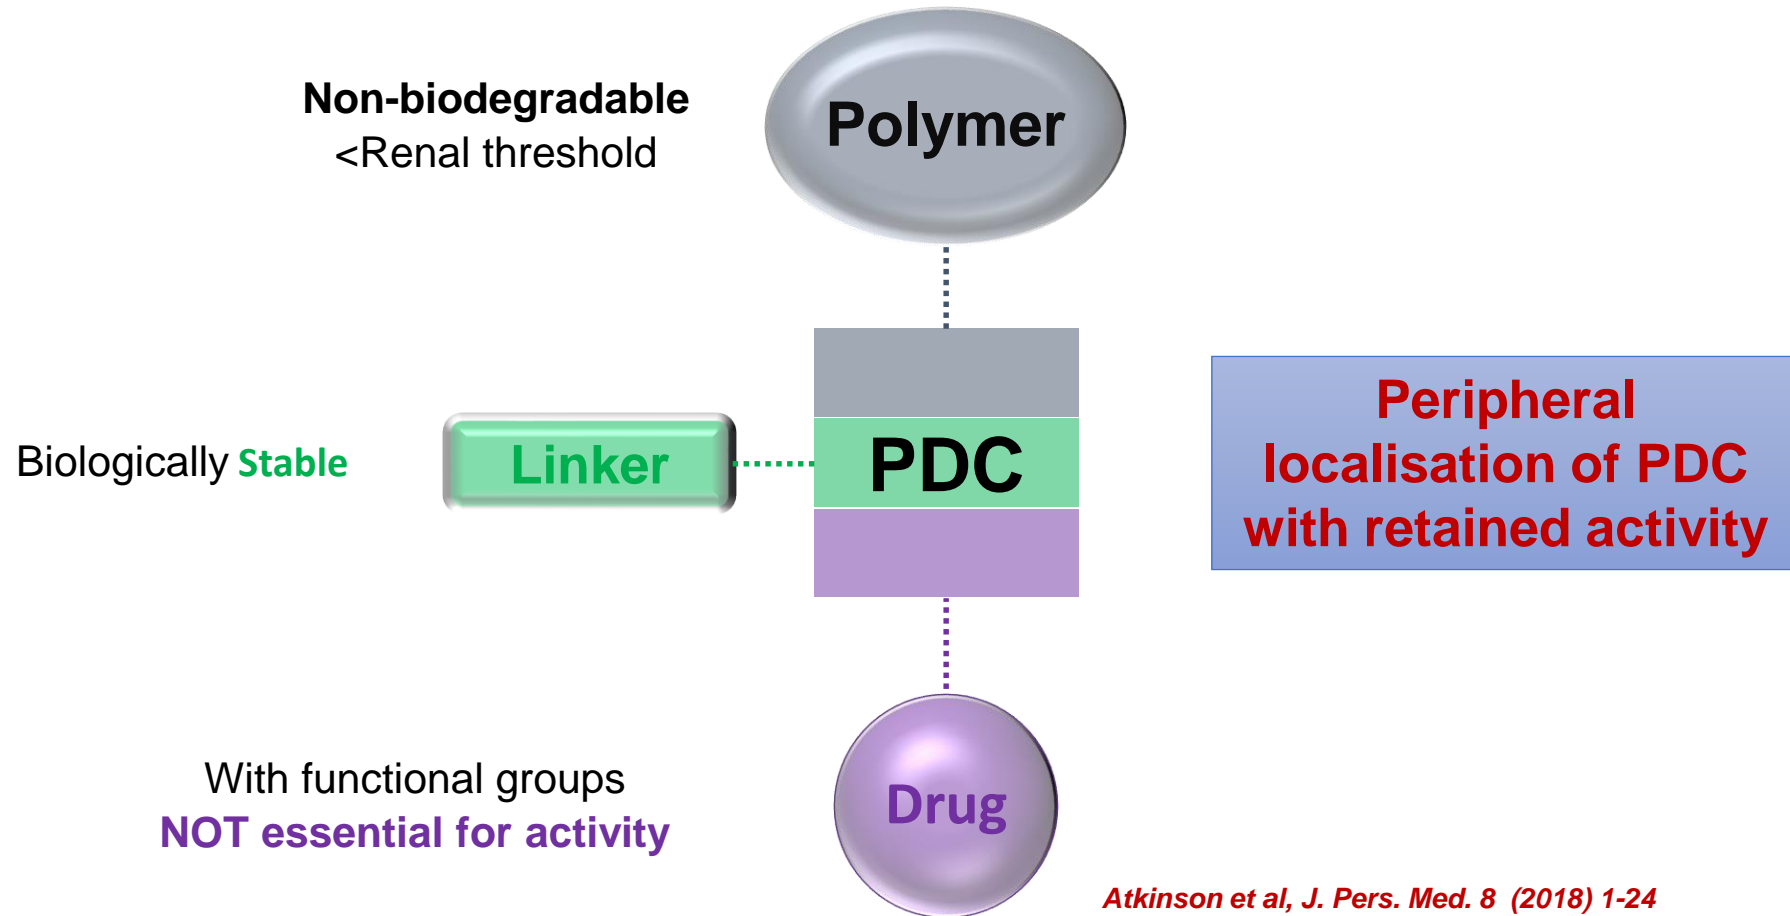 Non-biodegradable
<Renal threshold
Polymer
Biologically Stable
Linker
PDC
Peripheral
localisation of PDC
with retained activity
With functional groups
NOT essential for activity
Drug
Atkinson et al, J. Pers. Med. 8 (2018) 1-24